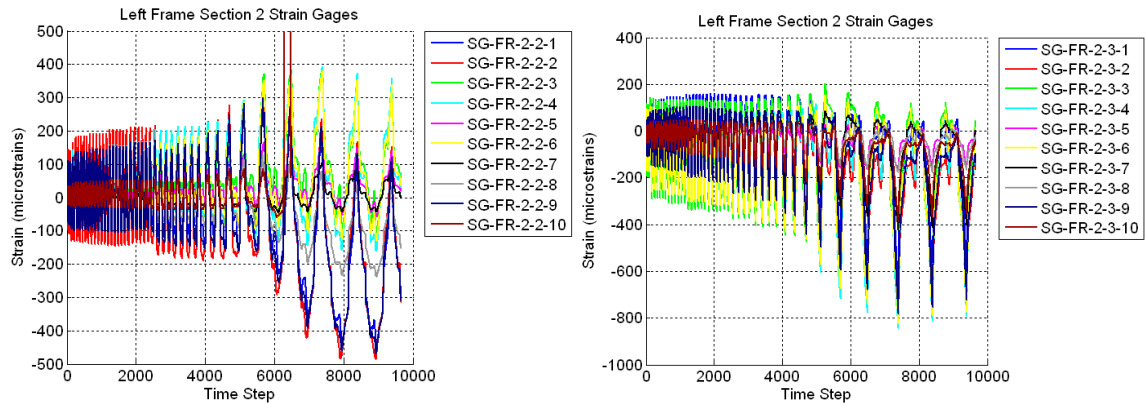 Left Frame Section 2 Strain Gages
500
400
300
200
100
0
-100
-200
-300
-400
-500
Strain (microstrains)
0
2000
4000
6000
8000
10000
Time Step
SG-FR-2-2-1
SG-FR-2-2-2
SG-FR-2-2-3
SG-FR-2-2-4
SG-FR-2-2-5
SG-FR-2-2-6
SG-FR-2-2-7
SG-FR-2-2-8
SG-FR-2-2-9
SG-FR-2-2-10
Left Frame Section 2 Strain Gages
400
200
0
-200
-400
-600
-800
-1000
Strain (microstrains)
0
2000
4000
6000
8000
10000
Time Step
SG-FR-2-3-1
SG-FR-2-3-2
SG-FR-2-3-3
SG-FR-2-3-4
SG-FR-2-3-5
SG-FR-2-3-6
SG-FR-2-3-7
SG-FR-2-3-8
SG-FR-2-3-9
SG-FR-2-3-10